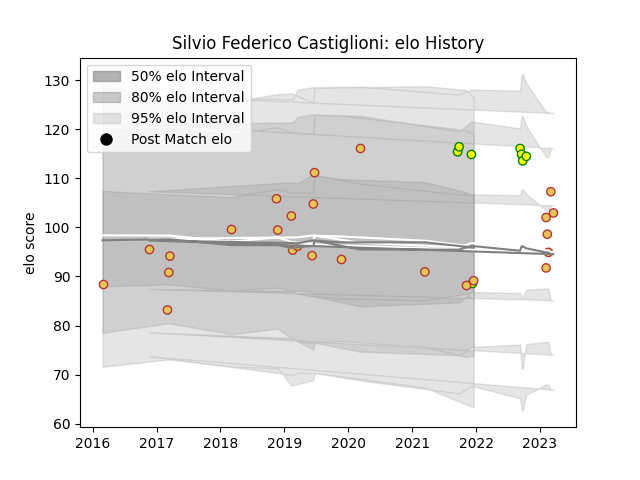 Silvio Federico Castiglioni: elo History
50% elo Interval
80% elo Interval
95% elo Interval
Post Match elo
elo score
130
120
110
100
90
80
70
60
2016
2017
2018
2019
2020
2021
2022
2023